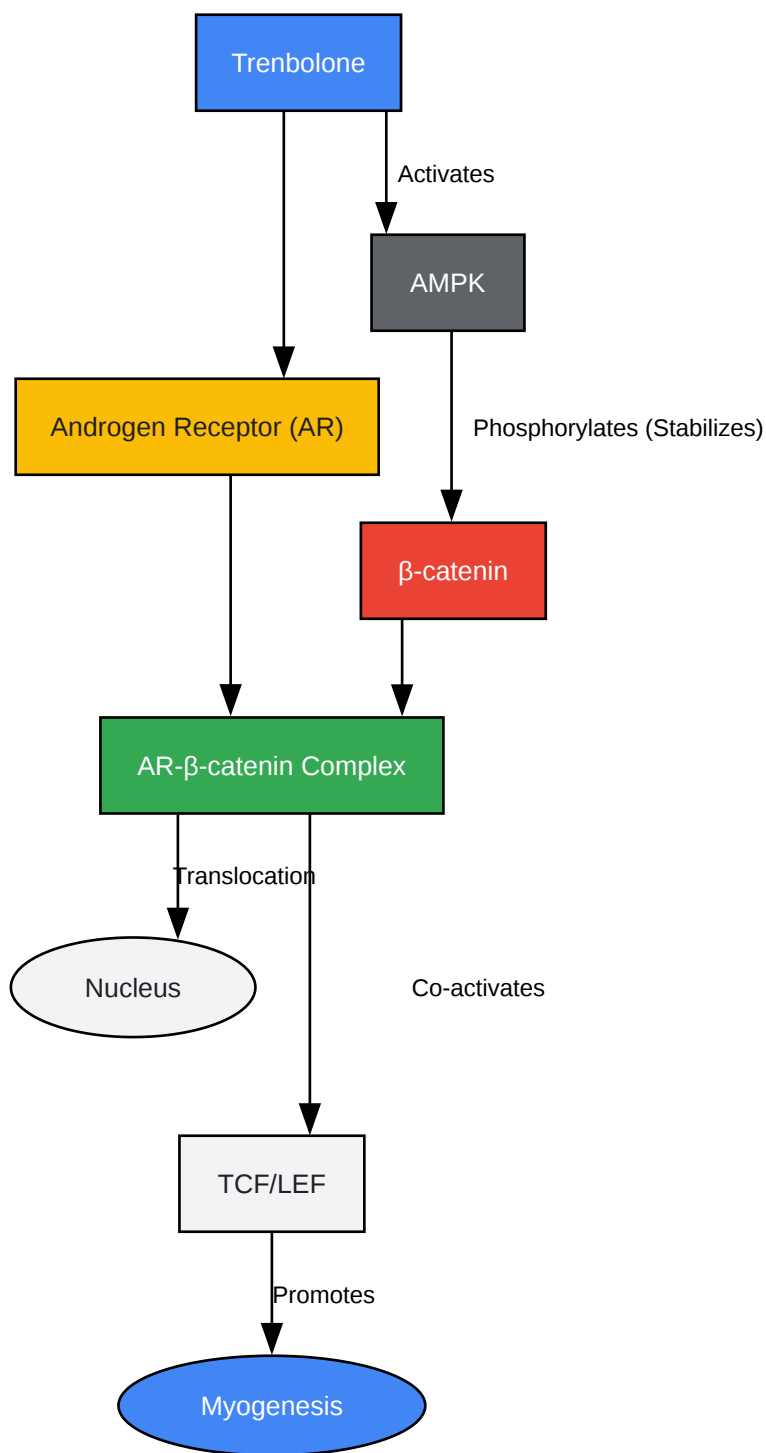 Trenbolone
Activates
AMPK
Androgen Receptor (AR)
Phosphorylates (Stabilizes)
β-catenin
AR-β-catenin Complex
Translocation
Nucleus
Co-activates
TCF/LEF
Promotes
Myogenesis